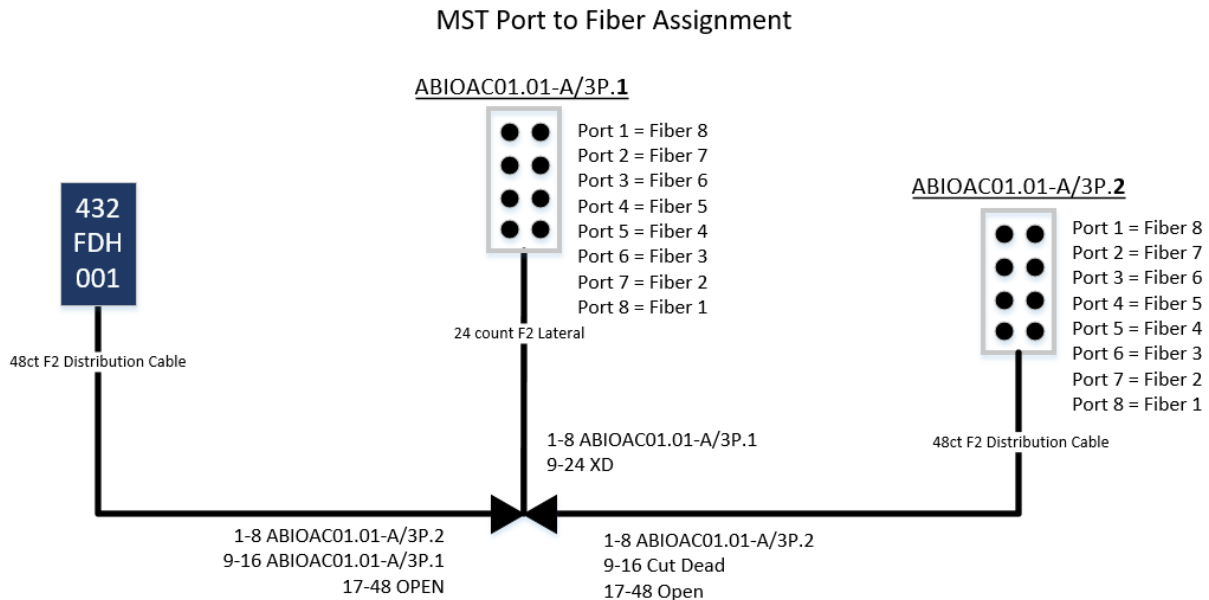 MST Port to Fiber Assignment
ABIOAC01.01-A/3P.1
Port 1 = Fiber 8
Port 2 = Fiber 7
Port 3 = Fiber 6
Port 4 = Fiber 5
Port 5 = Fiber 4
Port 6 = Fiber 3
Port 7 = Fiber 2
Port 8 = Fiber 1
432
FDH
001
ABIOAC01.01-A/3P.2
Port 1 = Fiber 8
Port 2 = Fiber 7
Port 3 = Fiber 6
Port 4 = Fiber 5
Port 5 = Fiber 4
Port 6 = Fiber 3
Port 7 = Fiber 2
Port 8 = Fiber 1
24 count F2 Lateral
48ct F2 Distribution Cable
48ct F2 Distribution Cable
1-8 ABIOAC01.01-A/3P.1
9-24 XD
1-8 ABIOAC01.01-A/3P.2
9-16 ABIOAC01.01-A/3P.1
17-48 OPEN
1-8 ABIOAC01.01-A/3P.2
9-16 Cut Dead
17-48 Open